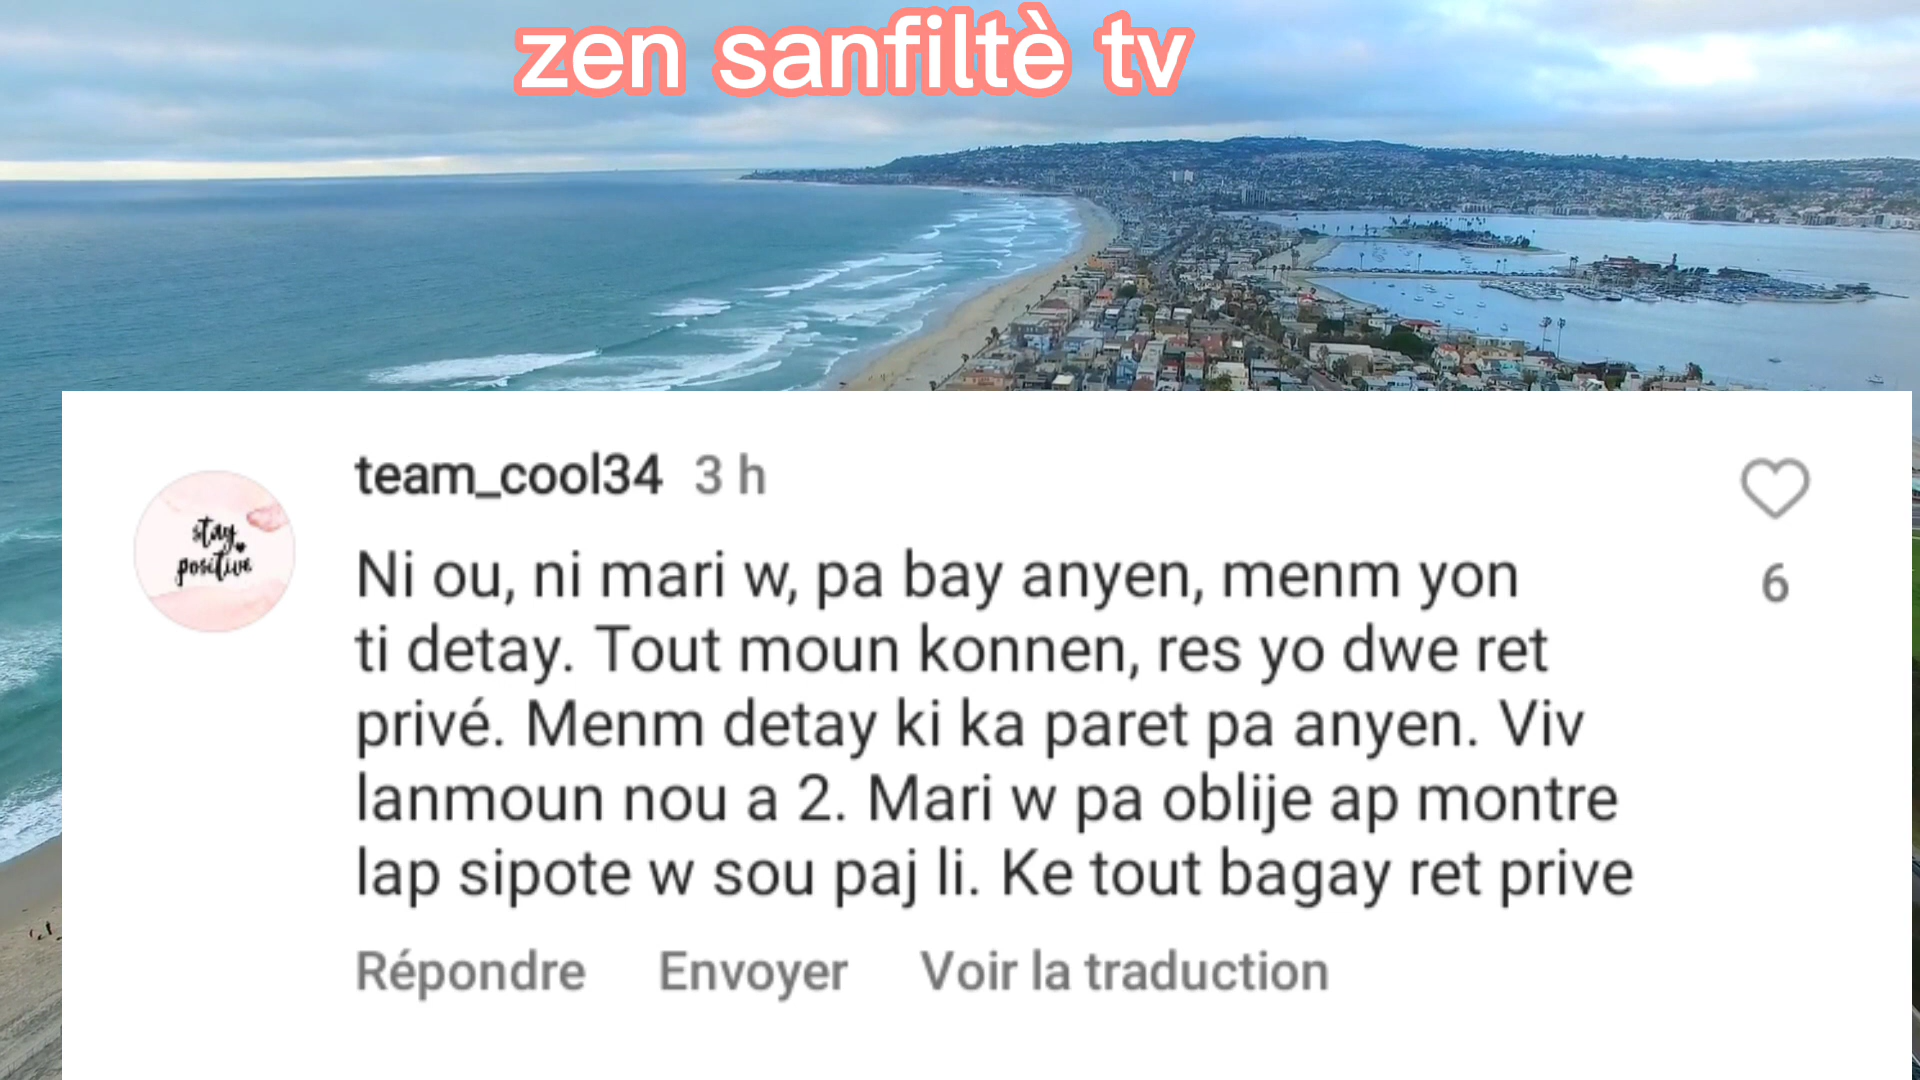 zen sanfiltè tv
team_cool34 3 h
stay
positive
Ni ou, ni mari w, pa bay anyen, menm yon
6
ti detay. Tout moun konnen, res yo dwe ret
privé. Menm detay ki ka paret pa anyen. Viv
lanmoun nou a 2. Mari w pa oblije ap montre
lap sipote w sou paj li. Ke tout bagay ret prive
Répondre Envoyer Voir la traduction